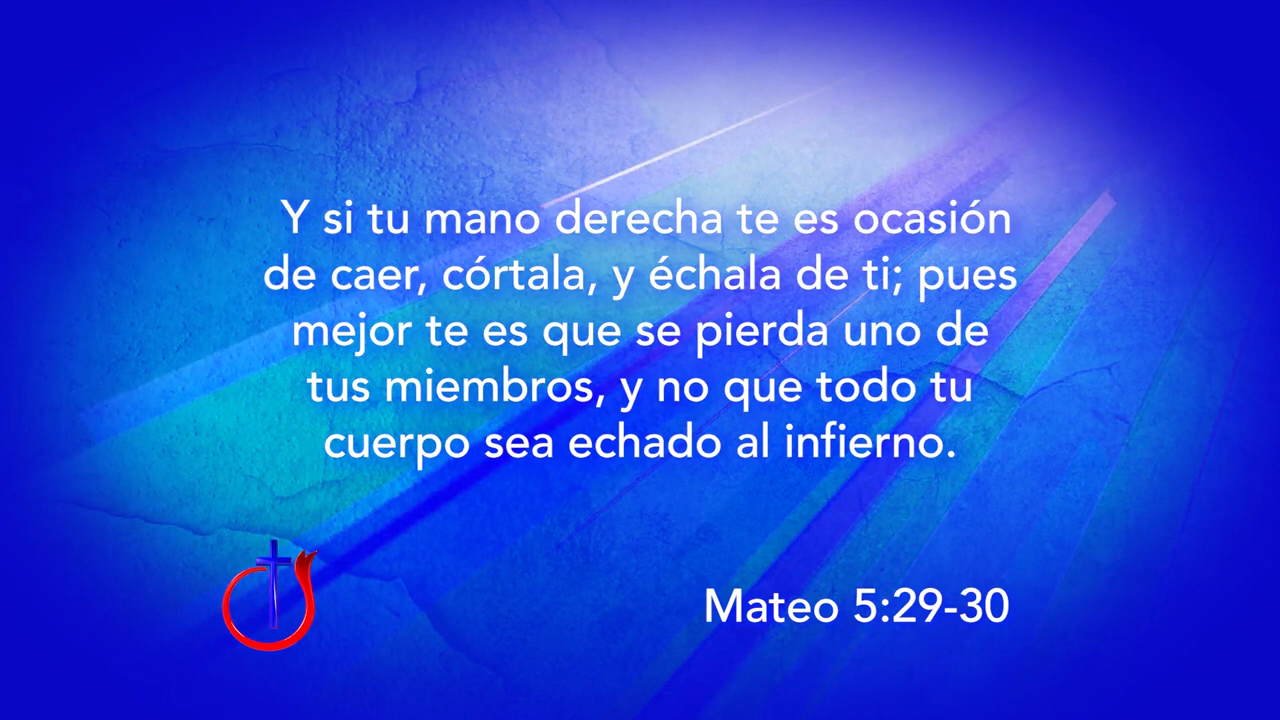 Y si tu mano derecha te es ocasión
de caer, córtala, y échala de ti; pues
mejor te es que se pierda uno de
tus miembros, y no que todo tu
cuerpo sea echado al infierno.
Mateo 5:29-30